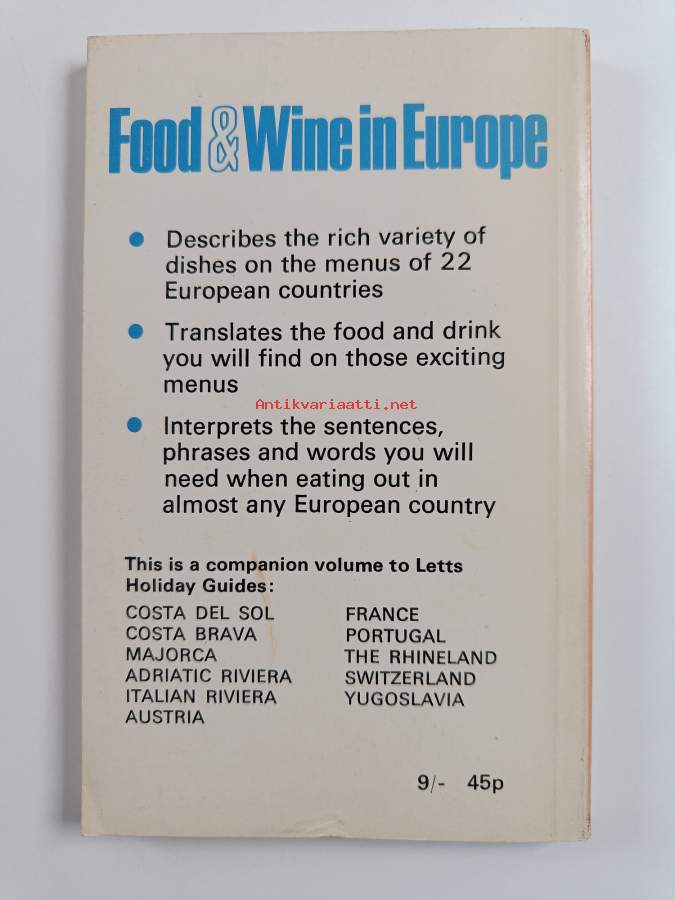 Food & Wine in Europe
• Describes the rich variety of
dishes on the menus of 22
European countries
• Translates the food and drink
you will find on those exciting
menus
Antikvariaatti.net
• Interprets the sentences,
phrases and words you will
need when eating out in
almost any European country
This is a companion volume to Letts
Holiday Guides:
COSTA DEL SOL
COSTA BRAVA
MAJORCA
ADRIATIC RIVIERA
ITALIAN RIVIERA
AUSTRIA
FRANCE
PORTUGAL
THE RHINELAND
SWITZERLAND
YUGOSLAVIA
9/- 45p